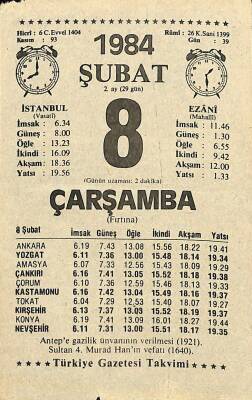 Hicrî : 6 C.Evvel 1404
Kasım : 93
1984
Rûmî : 26 K.Sani 1399
Gün : 39
ŞUBAT
2. ay (29 gün)
İSTANBUL
(Vasatî)
İmsak : 6.34
Güneş : 8.00
Öğle : 13.23
İkindi : 16.09
Akşam : 18.36
Yatsı : 19.56
8
(Günün uzaması: 2 dakika)
EZÂNÎ
(Mahallî)
İmsak : 11.46
Güneş : 1.30
Öğle : 6.55
İkindi : 9.42
Akşam : 12.00
Yatsı : 1.30
ÇARŞAMBA
(Fırtına)
8 Şubat İmsak Güneş Öğle İkindi Akşam Yatsı
ANKARA 6.19 7.43 13.08 15.56 18.22 19.41
YOZGAT 6.11 7.36 13.00 15.48 18.14 19.34
AMASYA 6.07 7.33 12.56 15.43 18.09 19.29
ÇANKIRI 6.16 7.41 13.05 15.52 18.18 19.38
ÇORUM 6.10 7.36 12.59 15.46 18.13 19.33
KASTAMONU 6.16 7.42 13.04 15.49 18.16 19.37
TOKAT 6.04 7.29 12.53 15.40 18.07 19.27
KIRŞEHİR 6.13 7.37 13.03 15.52 18.17 19.37
KONYA 6.19 7.41 13.09 16.01 18.27 19.44
NEVŞEHİR 6.11 7.31 13.00 15.51 18.17 19.35
Antep'e gazilik ünvanının verilmesi (1921).
Sultan 4. Murad Han'ın vefatı (1640).
★★★★ Türkiye Gazetesi Takvimi ★★★★